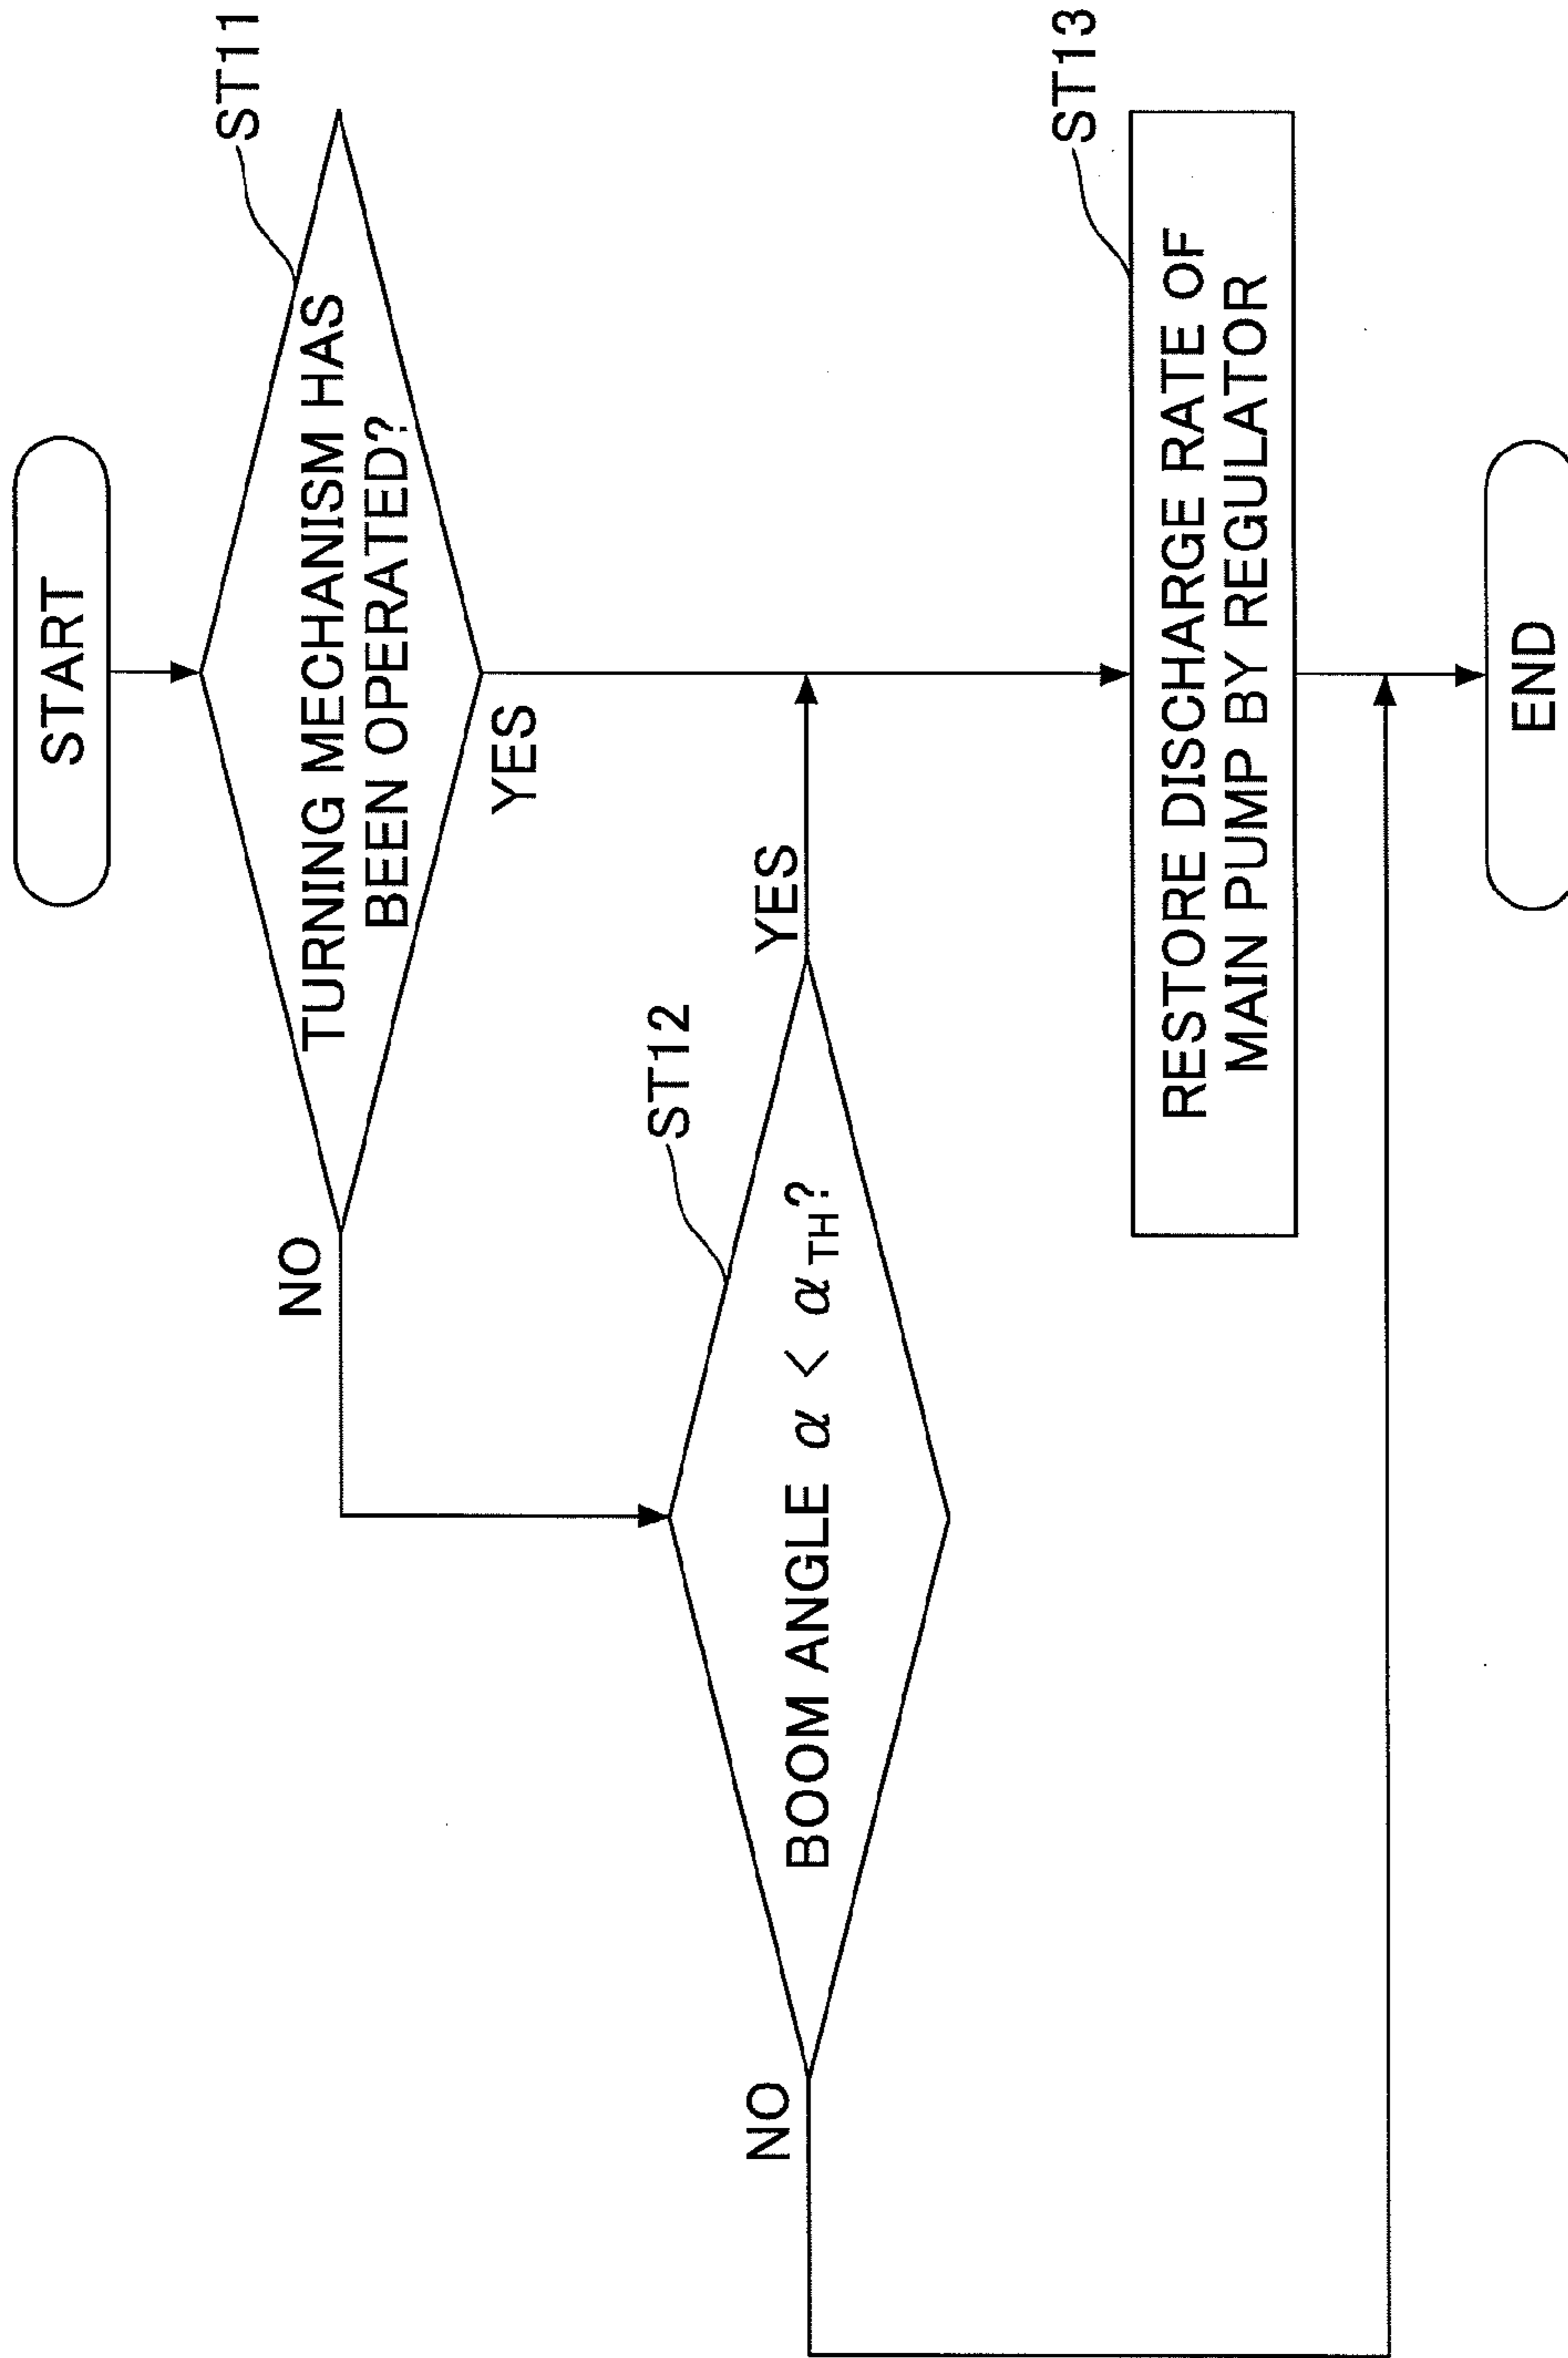 START
ST11
TURNING MECHANISM HAS
BEEN OPERATED?
NO
YES
ST12
BOOM ANGLE α < αTH?
YES
NO
ST13
RESTORE DISCHARGE RATE OF
MAIN PUMP BY REGULATOR
END